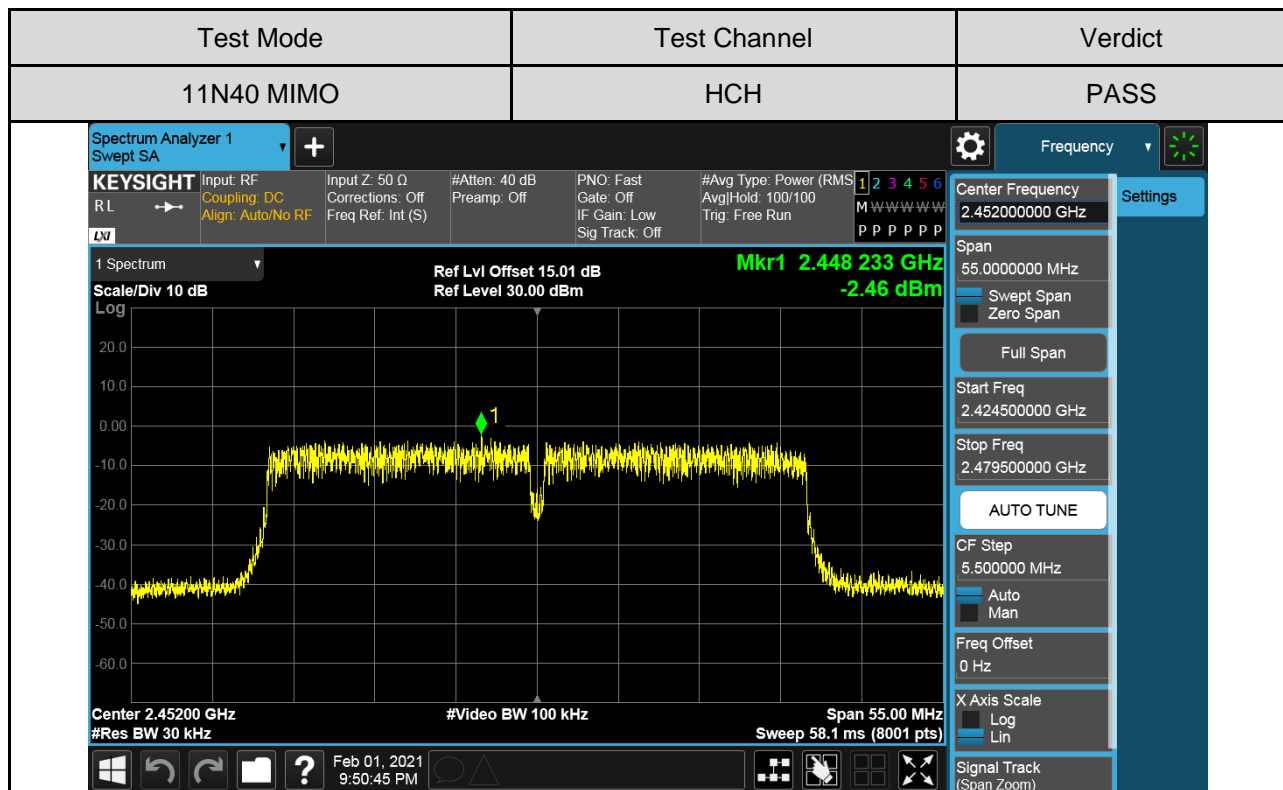 Test Mode Test Channel Verdict
11N40 MIMO HCH PASS
Spectrum Analyzer 1
Swept SA
+
Frequency
KEYSIGHT
R L
LXI
Input: RF
Coupling: DC
Align: Auto/No RF
Input Z: 50 Ω
Corrections: Off
Freq Ref: Int (S)
#Atten: 40 dB
Preamp: Off
PNO: Fast
Gate: Off
IF Gain: Low
Sig Track: Off
#Avg Type: Power (RMS
Avg|Hold: 100/100
Trig: Free Run
1 2 3 4 5 6
M W W W W W
P P P P P P
1 Spectrum
Scale/Div 10 dB
Log
Ref Lvl Offset 15.01 dB
Ref Level 30.00 dBm
Mkr1 2.448 233 GHz
-2.46 dBm
20.0
10.0
0.00
-10.0
-20.0
-30.0
-40.0
-50.0
-60.0
1
Center 2.45200 GHz
#Res BW 30 kHz
#Video BW 100 kHz
Span 55.00 MHz
Sweep 58.1 ms (8001 pts)
?
Feb 01, 2021
9:50:45 PM
Center Frequency
2.452000000 GHz
Span
55.0000000 MHz
Swept Span
Zero Span
Full Span
Start Freq
2.424500000 GHz
Stop Freq
2.479500000 GHz
AUTO TUNE
CF Step
5.500000 MHz
Auto
Man
Freq Offset
0 Hz
X Axis Scale
Log
Lin
Signal Track
(Span Zoom)
Settings